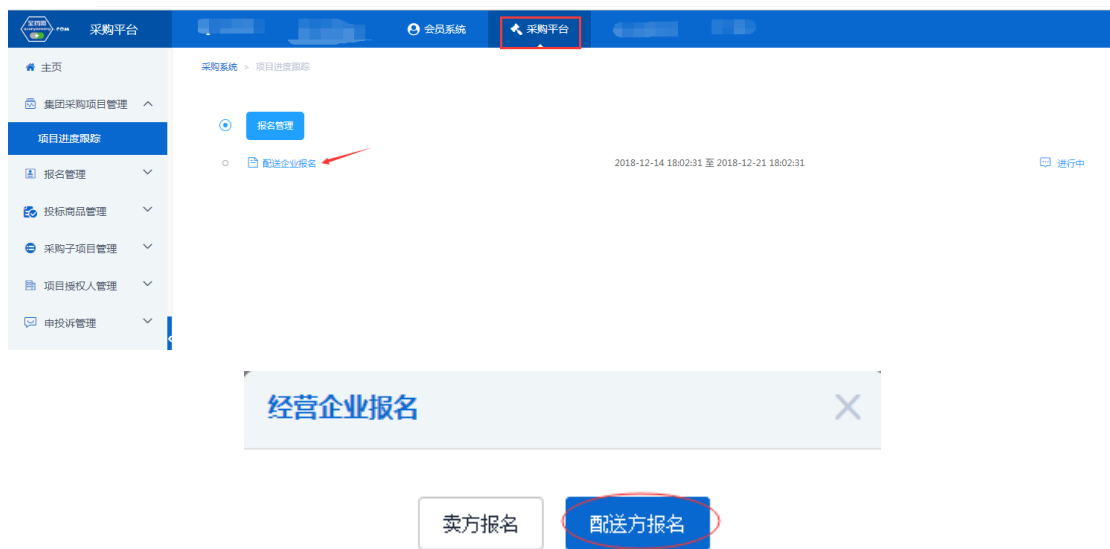 全药网 .com 采购平台 会员系统 采购平台
主页
采购系统 > 项目进度跟踪
集团采购项目管理
报名管理
项目进度跟踪
配送企业报名 2018-12-14 18:02:31 至 2018-12-21 18:02:31 进行中
报名管理
投标商品管理
采购子项目管理
项目授权人管理
申投诉管理
经营企业报名
卖方报名 配送方报名